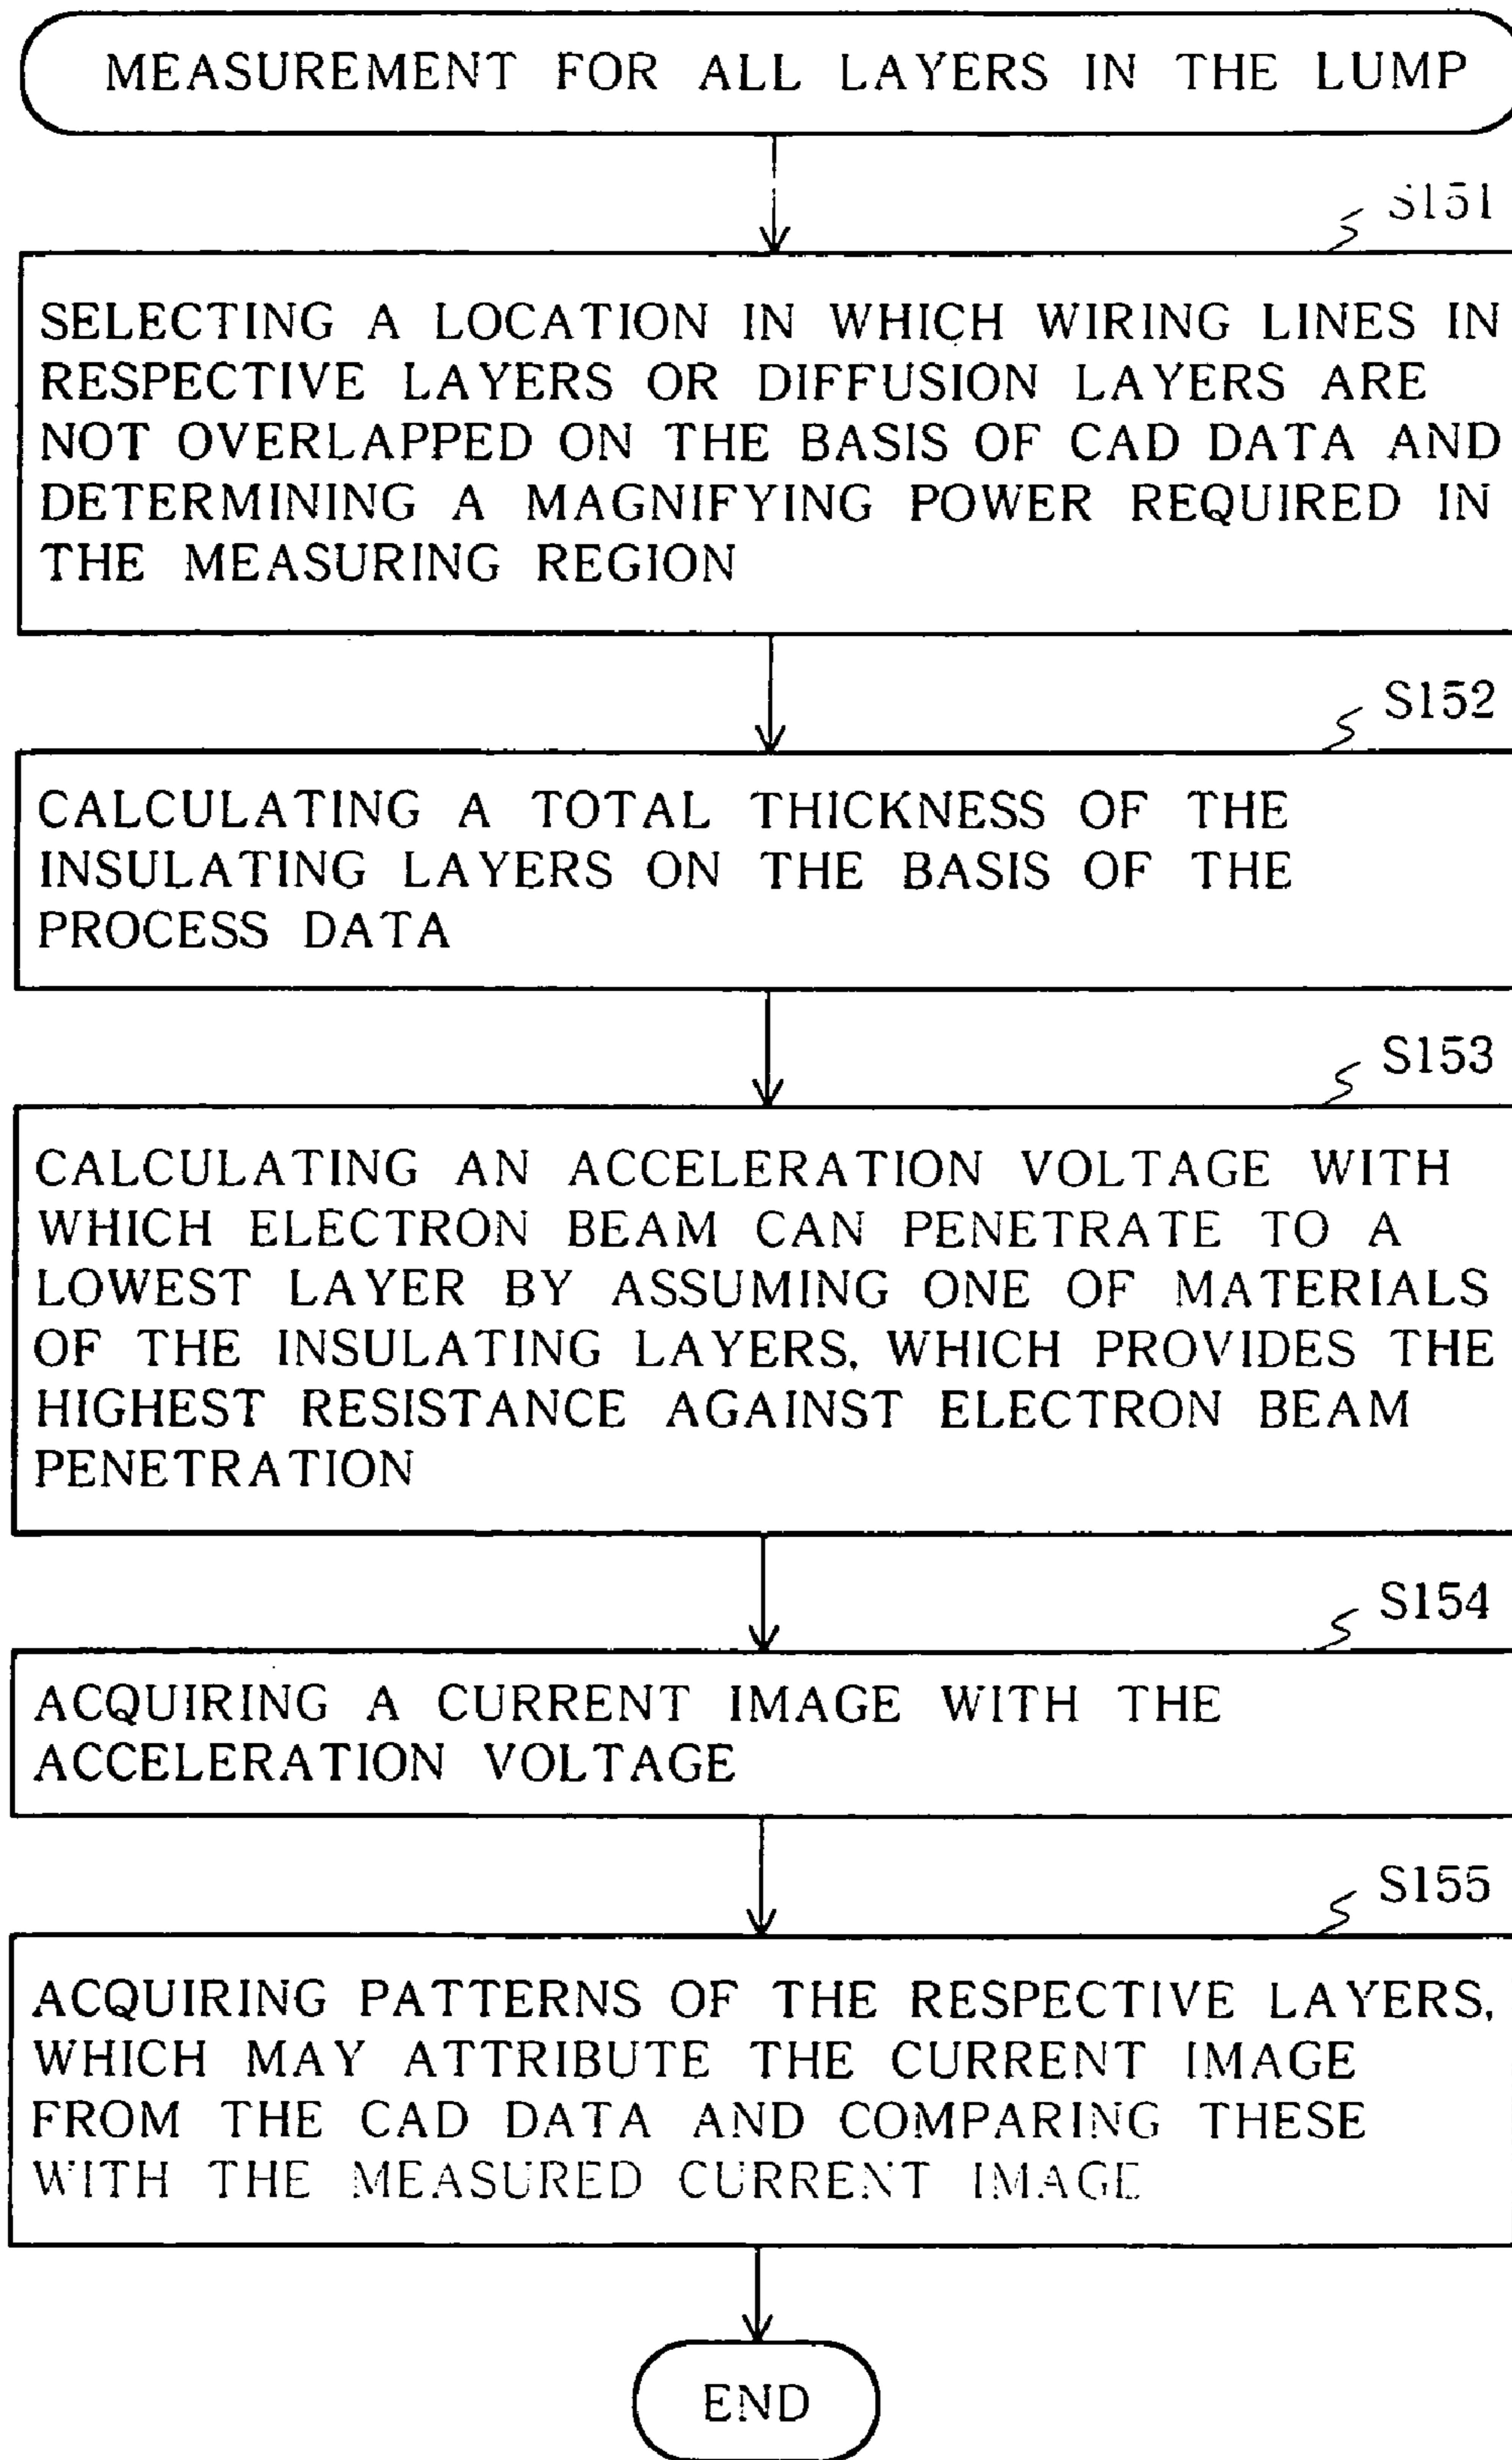 MEASUREMENT FOR ALL LAYERS IN THE LUMP
S151
SELECTING A LOCATION IN WHICH WIRING LINES IN
RESPECTIVE LAYERS OR DIFFUSION LAYERS ARE
NOT OVERLAPPED ON THE BASIS OF CAD DATA AND
DETERMINING A MAGNIFYING POWER REQUIRED IN
THE MEASURING REGION
S152
CALCULATING A TOTAL THICKNESS OF THE
INSULATING LAYERS ON THE BASIS OF THE
PROCESS DATA
S153
CALCULATING AN ACCELERATION VOLTAGE WITH
WHICH ELECTRON BEAM CAN PENETRATE TO A
LOWEST LAYER BY ASSUMING ONE OF MATERIALS
OF THE INSULATING LAYERS, WHICH PROVIDES THE
HIGHEST RESISTANCE AGAINST ELECTRON BEAM
PENETRATION
S154
ACQUIRING A CURRENT IMAGE WITH THE
ACCELERATION VOLTAGE
S155
ACQUIRING PATTERNS OF THE RESPECTIVE LAYERS,
WHICH MAY ATTRIBUTE THE CURRENT IMAGE
FROM THE CAD DATA AND COMPARING THESE
WITH THE MEASURED CURRENT IMAGE
END